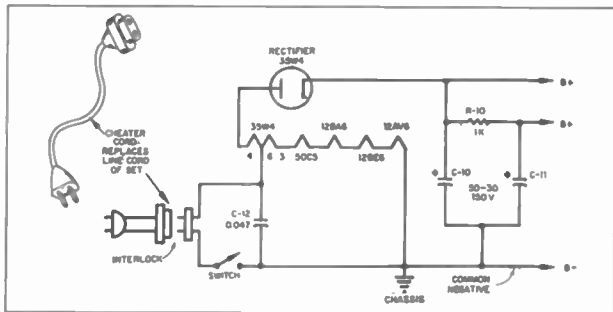 RECTIFIER
35W4
B+
CHEATER
CORD-
REPLACES
LINE CORD
OF SET
35W4
12BA6
12AV6
4
6
3
50C5
12BE6
R-10
1K
B+
C-10
C-11
50-30
150V
C-12
0.047
INTERLOCK
SWITCH
CHASSIS
COMMON
NEGATIVE
B-